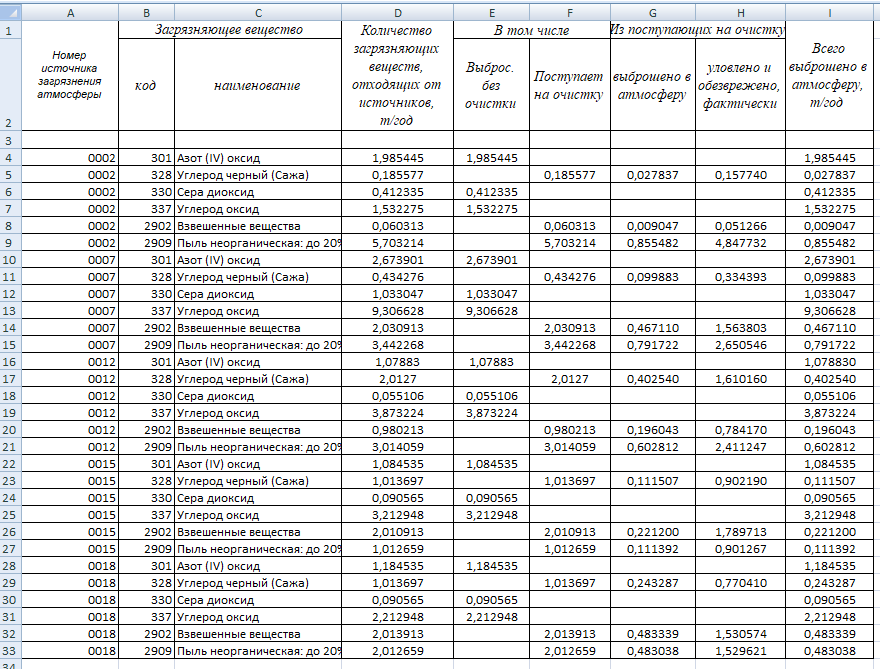 A B C D E F G H I
1 Загрязняющее вещество В том числе Из поступающих на очистку
2 Номер источника загрязнения атмосферы код наименование Количество загрязняющих веществ, отходящих от источников, т/год Выброс. без очистки Поступает на очистку выброшено в атмосферу уловлено и обезврежено, фактически Всего выброшено в атмосферу, т/год
3
4 0002 301 Азот (IV) оксид 1,985445 1,985445 1,985445
5 0002 328 Углерод черный (Сажа) 0,185577 0,185577 0,027837 0,157740 0,027837
6 0002 330 Сера диоксид 0,412335 0,412335 0,412335
7 0002 337 Углерод оксид 1,532275 1,532275 1,532275
8 0002 2902 Взвешенные вещества 0,060313 0,060313 0,009047 0,051266 0,009047
9 0002 2909 Пыль неорганическая: до 20% 5,703214 5,703214 0,855482 4,847732 0,855482
10 0007 301 Азот (IV) оксид 2,673901 2,673901 2,673901
11 0007 328 Углерод черный (Сажа) 0,434276 0,434276 0,099883 0,334393 0,099883
12 0007 330 Сера диоксид 1,033047 1,033047 1,033047
13 0007 337 Углерод оксид 9,306628 9,306628 9,306628
14 0007 2902 Взвешенные вещества 2,030913 2,030913 0,467110 1,563803 0,467110
15 0007 2909 Пыль неорганическая: до 20% 3,442268 3,442268 0,791722 2,650546 0,791722
16 0012 301 Азот (IV) оксид 1,07883 1,07883 1,078830
17 0012 328 Углерод черный (Сажа) 2,0127 2,0127 0,402540 1,610160 0,402540
18 0012 330 Сера диоксид 0,055106 0,055106 0,055106
19 0012 337 Углерод оксид 3,873224 3,873224 3,873224
20 0012 2902 Взвешенные вещества 0,980213 0,980213 0,196043 0,784170 0,196043
21 0012 2909 Пыль неорганическая: до 20% 3,014059 3,014059 0,602812 2,411247 0,602812
22 0015 301 Азот (IV) оксид 1,084535 1,084535 1,084535
23 0015 328 Углерод черный (Сажа) 1,013697 1,013697 0,111507 0,902190 0,111507
24 0015 330 Сера диоксид 0,090565 0,090565 0,090565
25 0015 337 Углерод оксид 3,212948 3,212948 3,212948
26 0015 2902 Взвешенные вещества 2,010913 2,010913 0,221200 1,789713 0,221200
27 0015 2909 Пыль неорганическая: до 20% 1,012659 1,012659 0,111392 0,901267 0,111392
28 0018 301 Азот (IV) оксид 1,184535 1,184535 1,184535
29 0018 328 Углерод черный (Сажа) 1,013697 1,013697 0,243287 0,770410 0,243287
30 0018 330 Сера диоксид 0,090565 0,090565 0,090565
31 0018 337 Углерод оксид 2,212948 2,212948 2,212948
32 0018 2902 Взвешенные вещества 2,013913 2,013913 0,483339 1,530574 0,483339
33 0018 2909 Пыль неорганическая: до 20% 2,012659 2,012659 0,483038 1,529621 0,483038
34